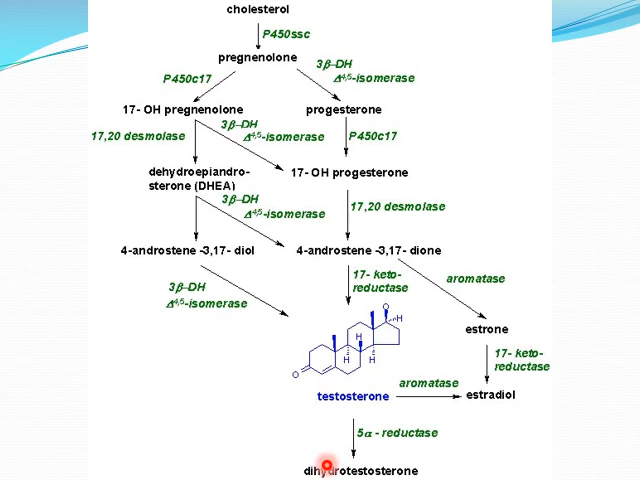 cholesterol
P450ssc
pregnenolone
3β–DH
Δ4,5-isomerase
P450c17
17- OH pregnenolone
progesterone
3β–DH
Δ4,5-isomerase
17,20 desmolase
P450c17
dehydroepiandro-
sterone (DHEA)
17- OH progesterone
3β–DH
Δ4,5-isomerase
17,20 desmolase
4-androstene -3,17- diol
4-androstene -3,17- dione
17- keto-
reductase
aromatase
3β–DH
Δ4,5-isomerase
O
H
H
H
H
O
estrone
17- keto-
reductase
aromatase
testosterone
estradiol
5α - reductase
dihydrotestosterone